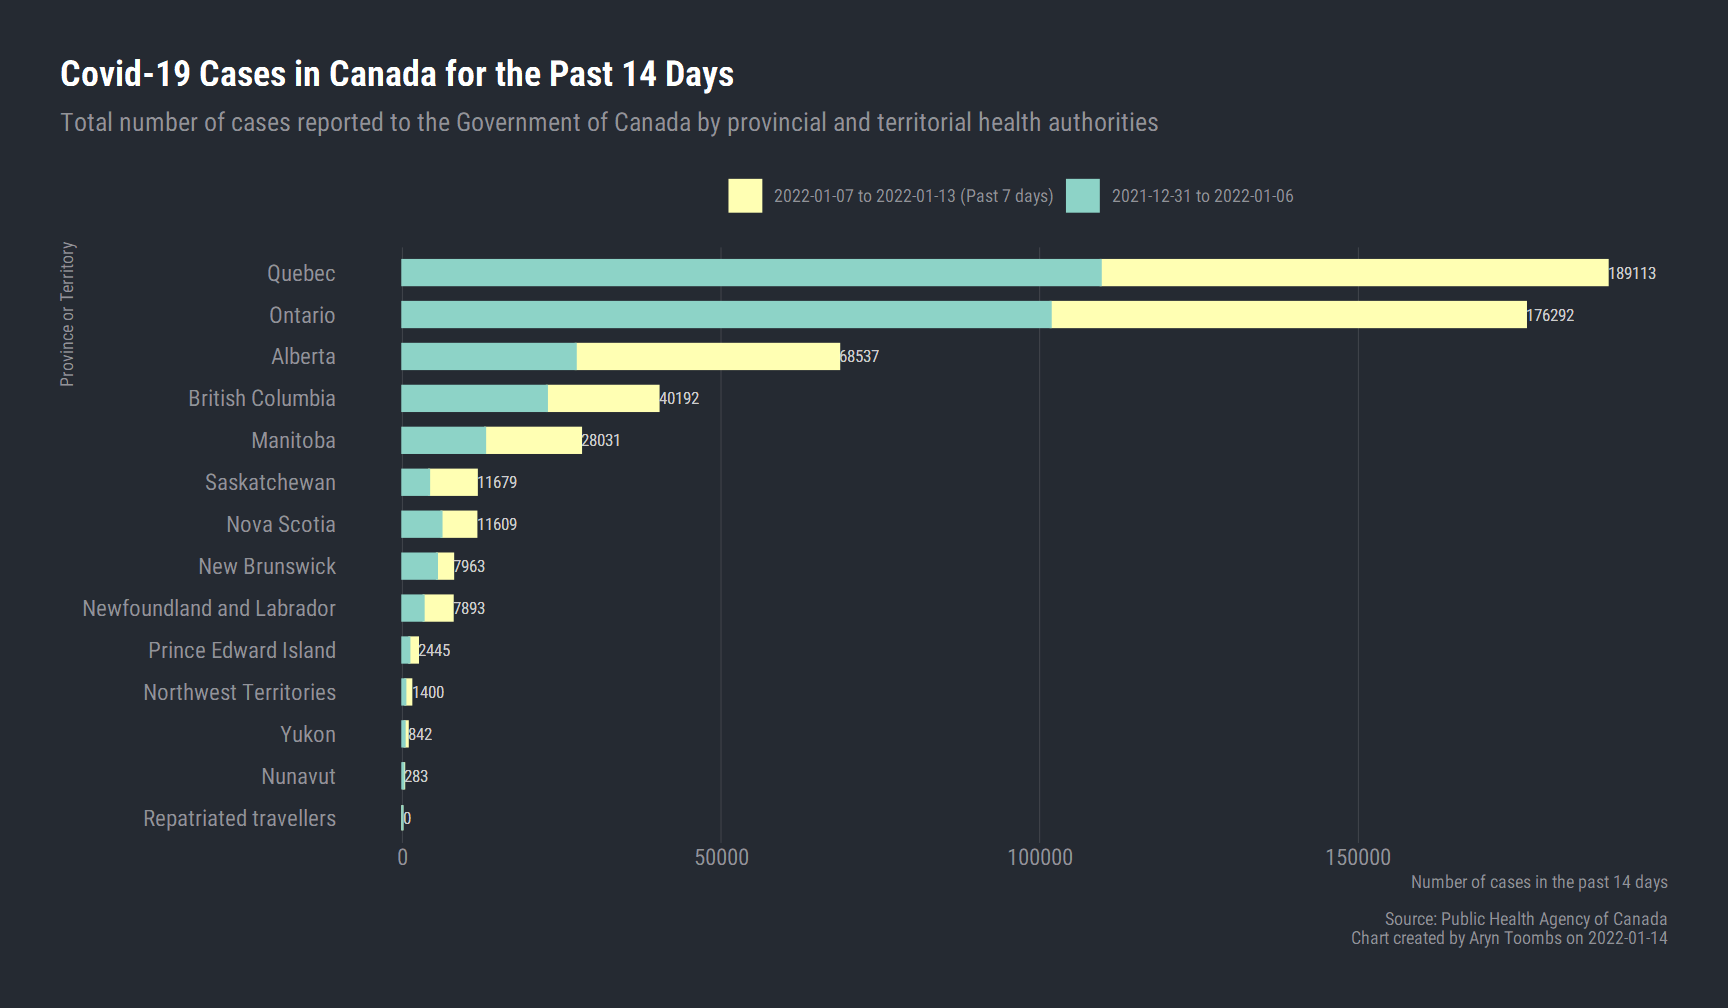 Covid-19 Cases in Canada for the Past 14 Days
Total number of cases reported to the Government of Canada by provincial and territorial health authorities
2022-01-07 to 2022-01-13 (Past 7 days) 2021-12-31 to 2022-01-06
Province or Territory
Quebec 189113
Ontario 176292
Alberta 68537
British Columbia 40192
Manitoba 28031
Saskatchewan 11679
Nova Scotia 11609
New Brunswick 7963
Newfoundland and Labrador 7893
Prince Edward Island 2445
Northwest Territories 1400
Yukon 842
Nunavut 283
Repatriated travellers 0
0 50000 100000 150000
Number of cases in the past 14 days
Source: Public Health Agency of Canada
Chart created by Aryn Toombs on 2022-01-14